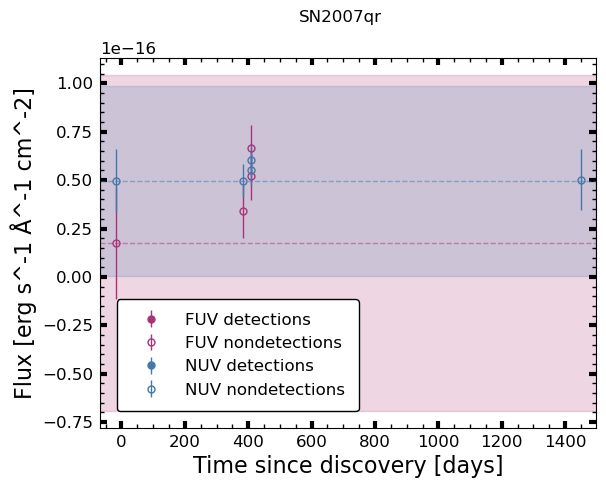 SN2007qr
1e−16
1.00
0.75
0.50
0.25
0.00
−0.25
−0.50
−0.75
Flux [erg s^-1 Å^-1 cm^-2]
FUV detections
FUV nondetections
NUV detections
NUV nondetections
0 200 400 600 800 1000 1200 1400
Time since discovery [days]